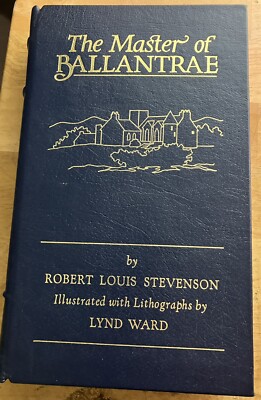 The Master of
BALLANTRAE
by
ROBERT LOUIS STEVENSON
Illustrated with Lithographs by
LYND WARD